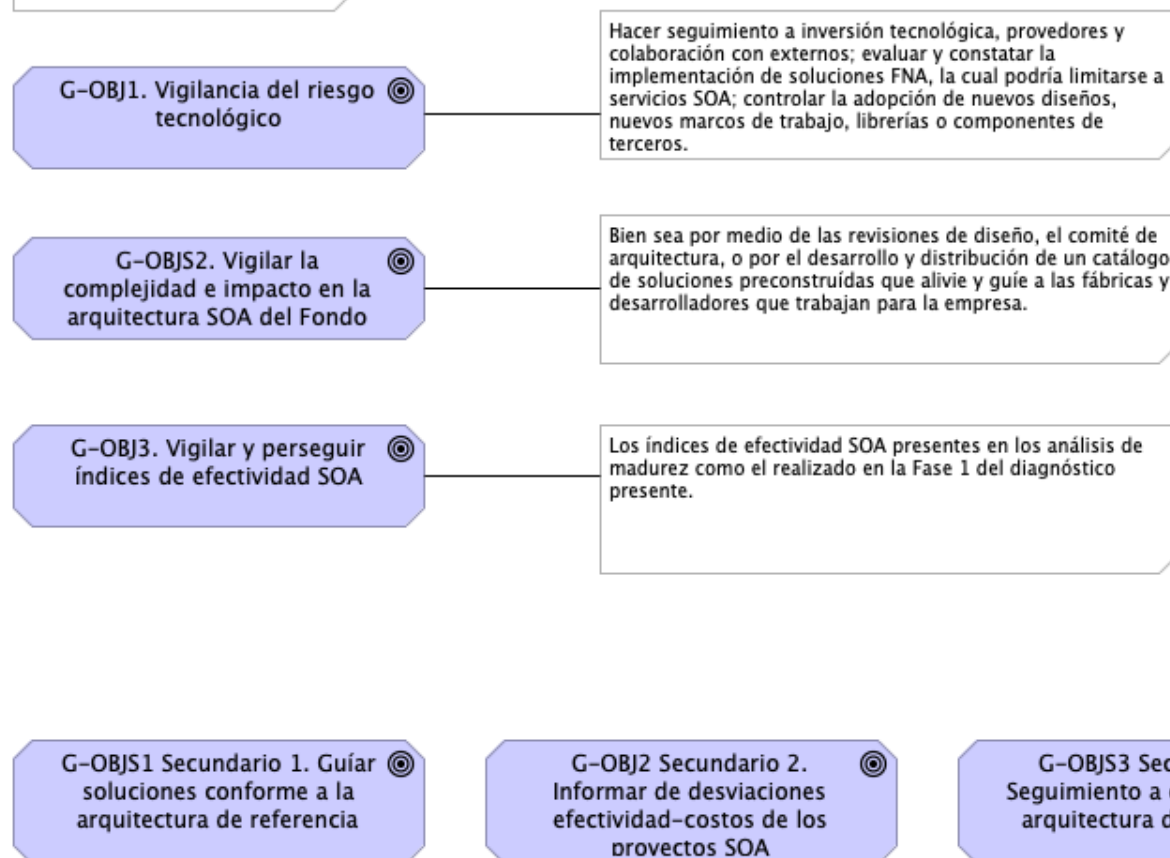 G-OBJ1. Vigilancia del riesgo
tecnológico
Hacer seguimiento a inversión tecnológica, provedores y
colaboración con externos; evaluar y constatar la
implementación de soluciones FNA, la cual podría limitarse a
servicios SOA; controlar la adopción de nuevos diseños,
nuevos marcos de trabajo, librerías o componentes de
terceros.
G-OBJS2. Vigilar la
complejidad e impacto en la
arquitectura SOA del Fondo
Bien sea por medio de las revisiones de diseño, el comité de
arquitectura, o por el desarrollo y distribución de un catálogo
de soluciones preconstruídas que alivie y guíe a las fábricas y
desarrolladores que trabajan para la empresa.
G-OBJ3. Vigilar y perseguir
índices de efectividad SOA
Los índices de efectividad SOA presentes en los análisis de
madurez como el realizado en la Fase 1 del diagnóstico
presente.
G-OBJS1 Secundario 1. Guíar
soluciones conforme a la
arquitectura de referencia
G-OBJ2 Secundario 2.
Informar de desviaciones
efectividad-costos de los
proyectos SOA
G-OBJS3
Seguimiento a
arquitectura